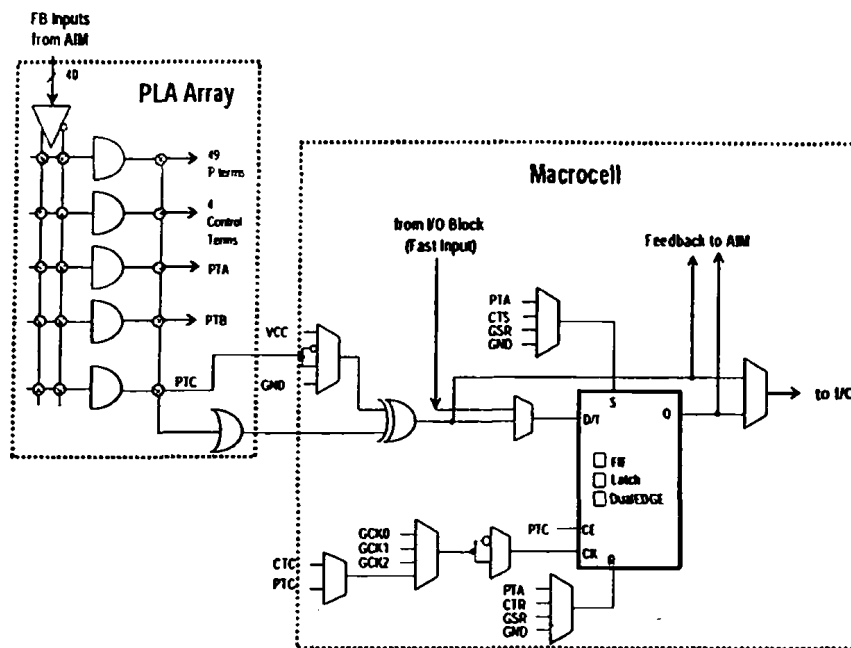 FB Inputs
from AIM
40
PLA Array
49
P terms
4
Control
Terms
PTA
PTB
PTC
Macrocell
from I/O Block
(Fast Input)
Feedback to AIM
PTA
CTS
GSR
GND
VCC
GND
S
D/T
Q
FIF
Latch
DualEDGE
PTC
CE
CK
R
to I/O
GCK0
GCK1
GCK2
CTC
PTC
PTA
CTR
GSR
GND